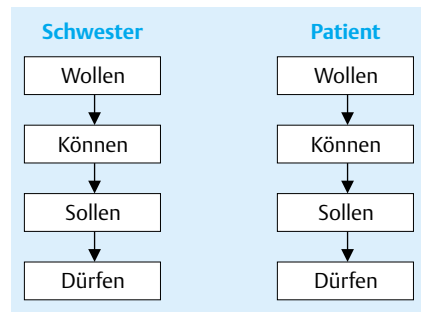 Schwester
Wollen
Können
Sollen
Dürfen
Patient
Wollen
Können
Sollen
Dürfen